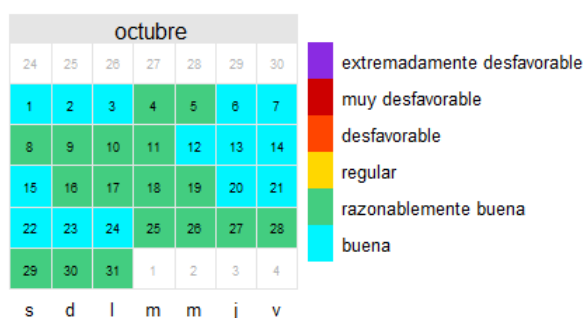 octubre
24 25 26 27 28 29 30
1 2 3 4 5 6 7
8 9 10 11 12 13 14
15 16 17 18 19 20 21
22 23 24 25 26 27 28
29 30 31 1 2 3 4
s d l m m j v
extremadamente desfavorable
muy desfavorable
desfavorable
regular
razonablemente buena
buena